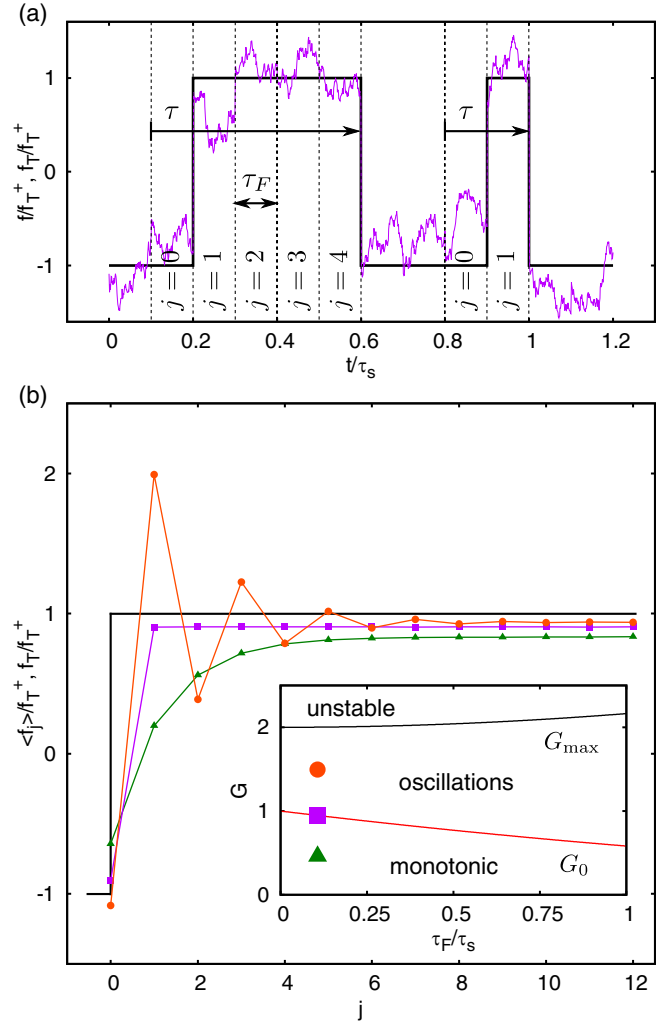 (a)
f/f_T^+, f_T/f_T^+
1
0
-1
τ
τ
τ_F
j = 0
j = 1
j = 2
j = 3
j = 4
j = 0
j = 1
0 0.2 0.4 0.6 0.8 1 1.2
t/τ_s
(b)
<f_j>/f_T^+, f_T/f_T^+
2
1
0
-1
0 2 4 6 8 10 12
j
unstable
G_max
oscillations
monotonic
G_0
G
2
1
0
0 0.25 0.5 0.75 1
τ_F/τ_s